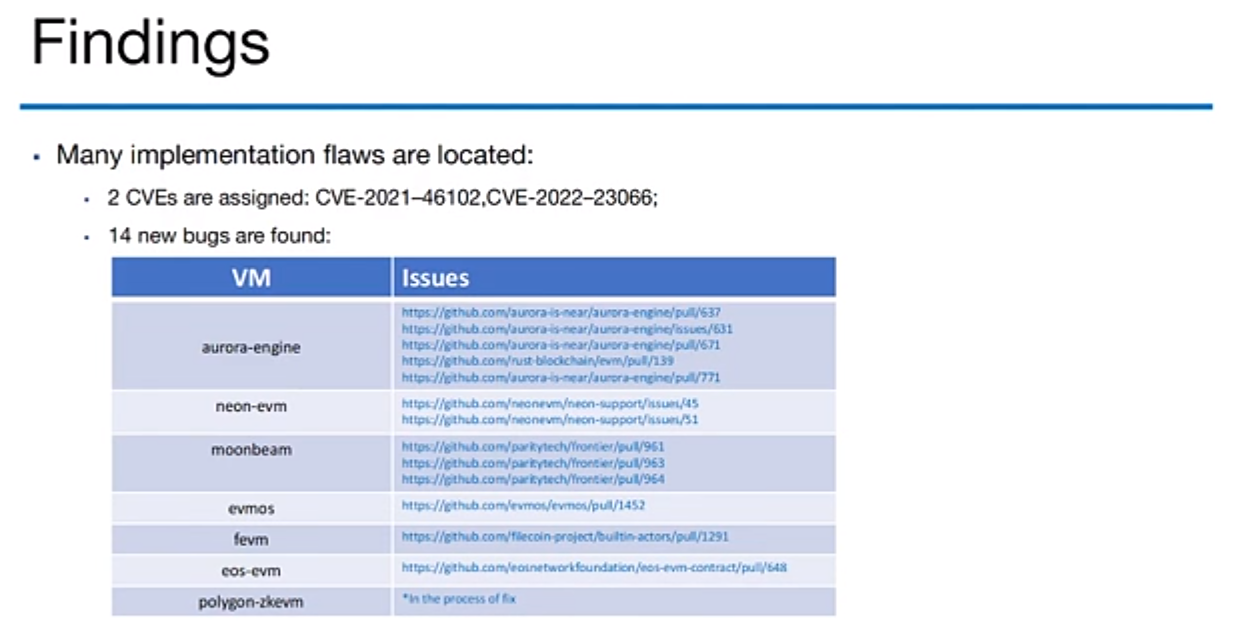 Findings
Many implementation flaws are located:
2 CVEs are assigned: CVE-2021–46102,CVE-2022–23066;
14 new bugs are found:
VM Issues
aurora-engine
https://github.com/aurora-is-near/aurora-engine/pull/637
https://github.com/aurora-is-near/aurora-engine/issues/631
https://github.com/aurora-is-near/aurora-engine/pull/671
https://github.com/rust-blockchain/evm/pull/139
https://github.com/aurora-is-near/aurora-engine/pull/771
neon-evm
https://github.com/neonevm/neon-support/issues/45
https://github.com/neonevm/neon-support/issues/51
moonbeam
https://github.com/paritytech/frontier/pull/961
https://github.com/paritytech/frontier/pull/963
https://github.com/paritytech/frontier/pull/964
evmos
https://github.com/evmos/evmos/pull/1452
fevm
https://github.com/filecoin-project/builtin-actors/pull/1291
eos-evm
https://github.com/eosnetworkfoundation/eos-evm-contract/pull/648
polygon-zkevm
*In the process of fix